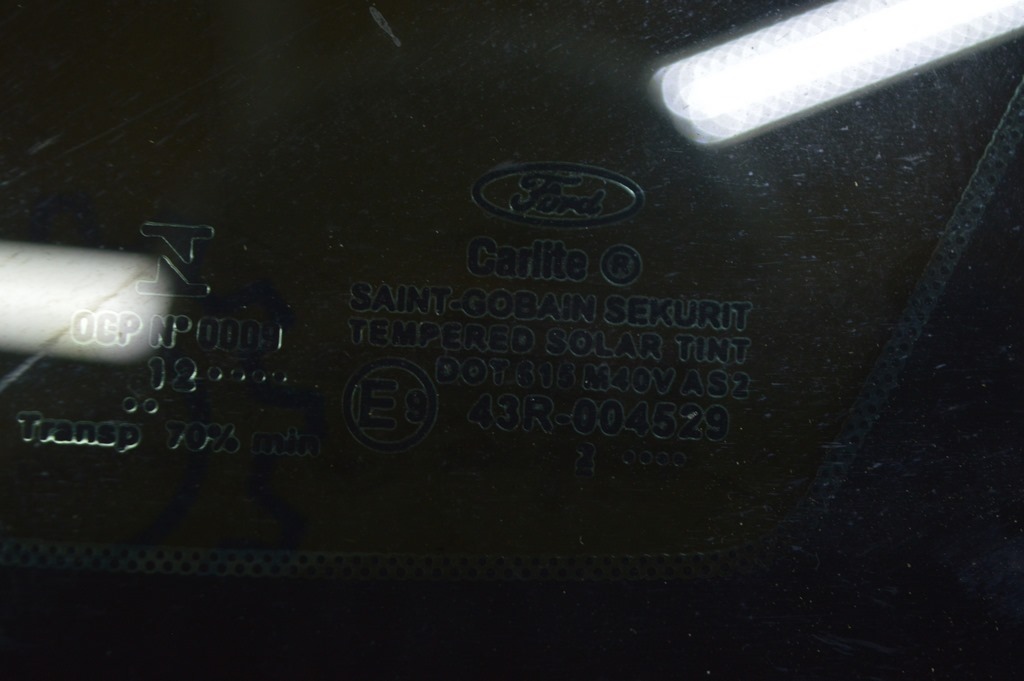 Ford
Carlite ®
SAINT-GOBAIN SEKURIT
TEMPERED SOLAR TINT
DOT 615 M40V AS2
E9 43R-004529
2 ....
N
OCP N° 0009
12.....
..
Transp 70% min